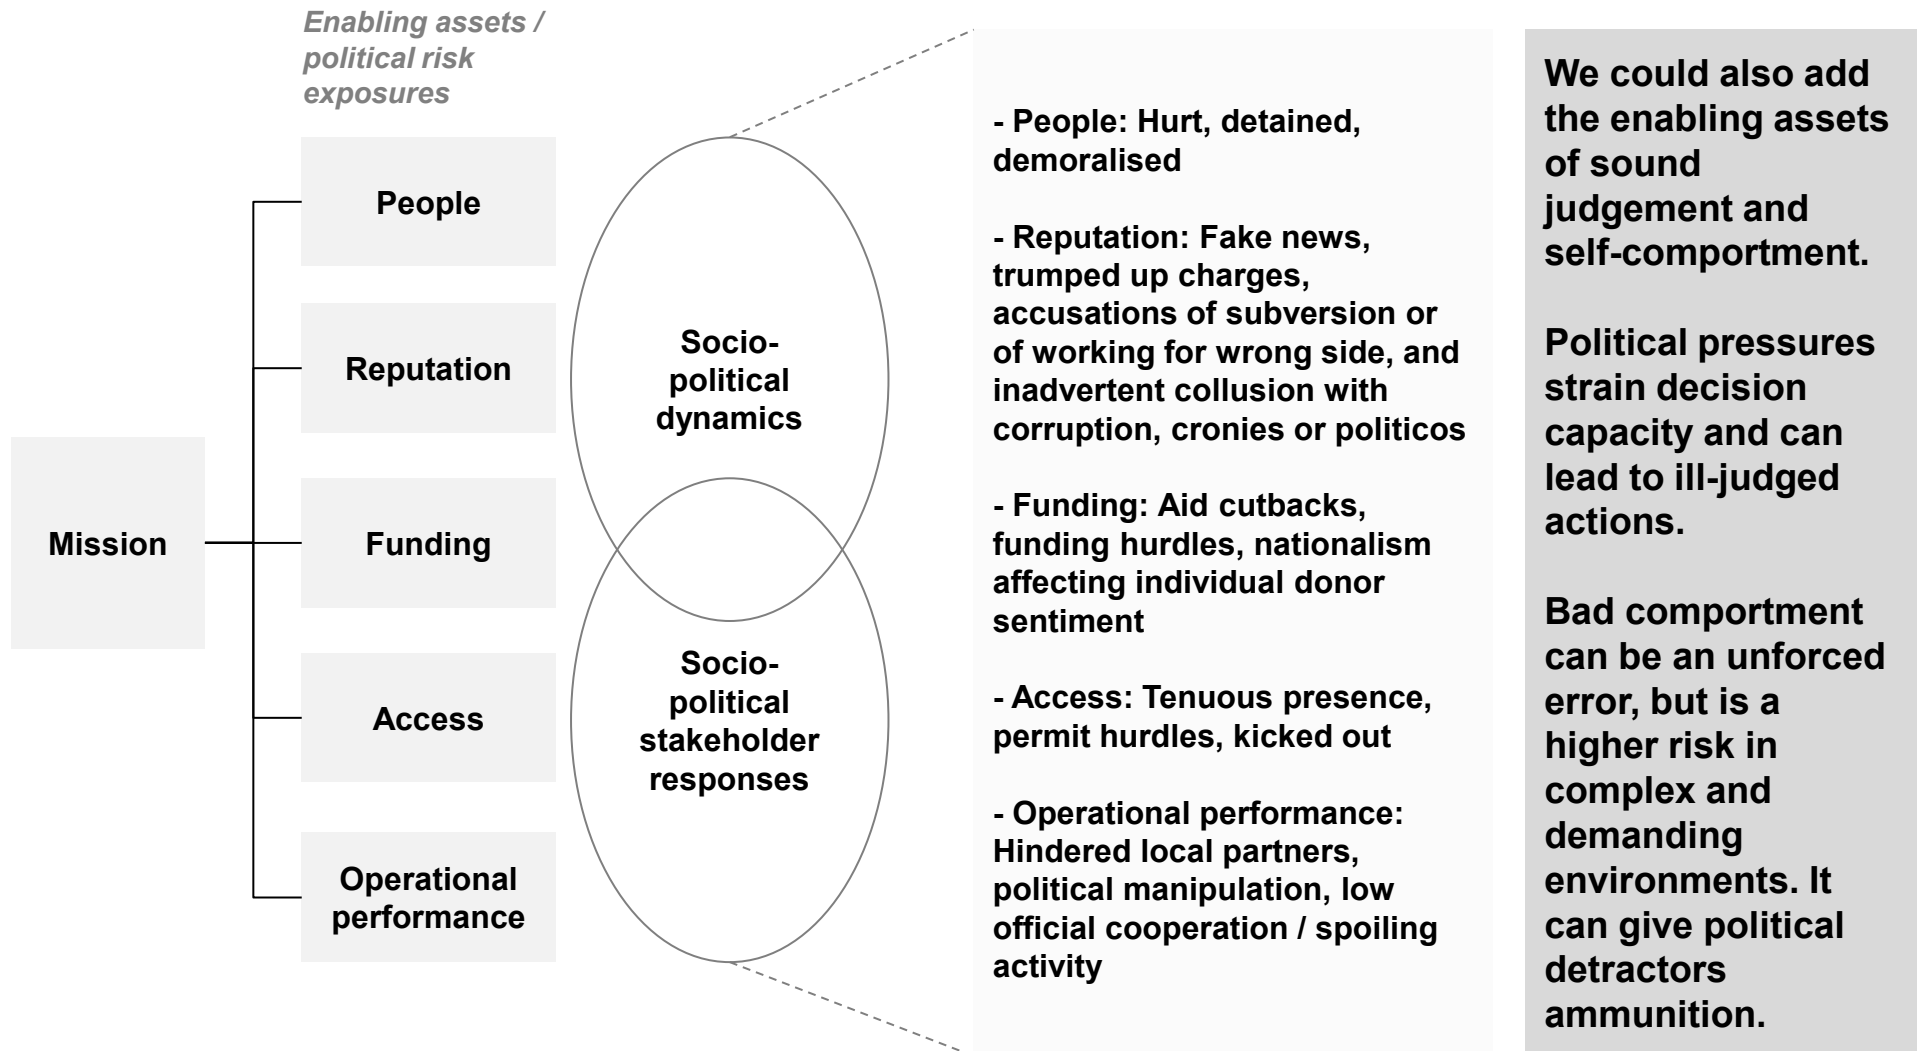 Enabling assets /
political risk
exposures
Mission
People
Reputation
Funding
Access
Operational
performance
Socio-
political
dynamics
Socio-
political
stakeholder
responses
- People: Hurt, detained,
demoralised
- Reputation: Fake news,
trumped up charges,
accusations of subversion or
of working for wrong side, and
inadvertent collusion with
corruption, cronies or politicos
- Funding: Aid cutbacks,
funding hurdles, nationalism
affecting individual donor
sentiment
- Access: Tenuous presence,
permit hurdles, kicked out
- Operational performance:
Hindered local partners,
political manipulation, low
official cooperation / spoiling
activity
We could also add
the enabling assets
of sound
judgement and
self-comportment.
Political pressures
strain decision
capacity and can
lead to ill-judged
actions.
Bad comportment
can be an unforced
error, but is a
higher risk in
complex and
demanding
environments. It
can give political
detractors
ammunition.